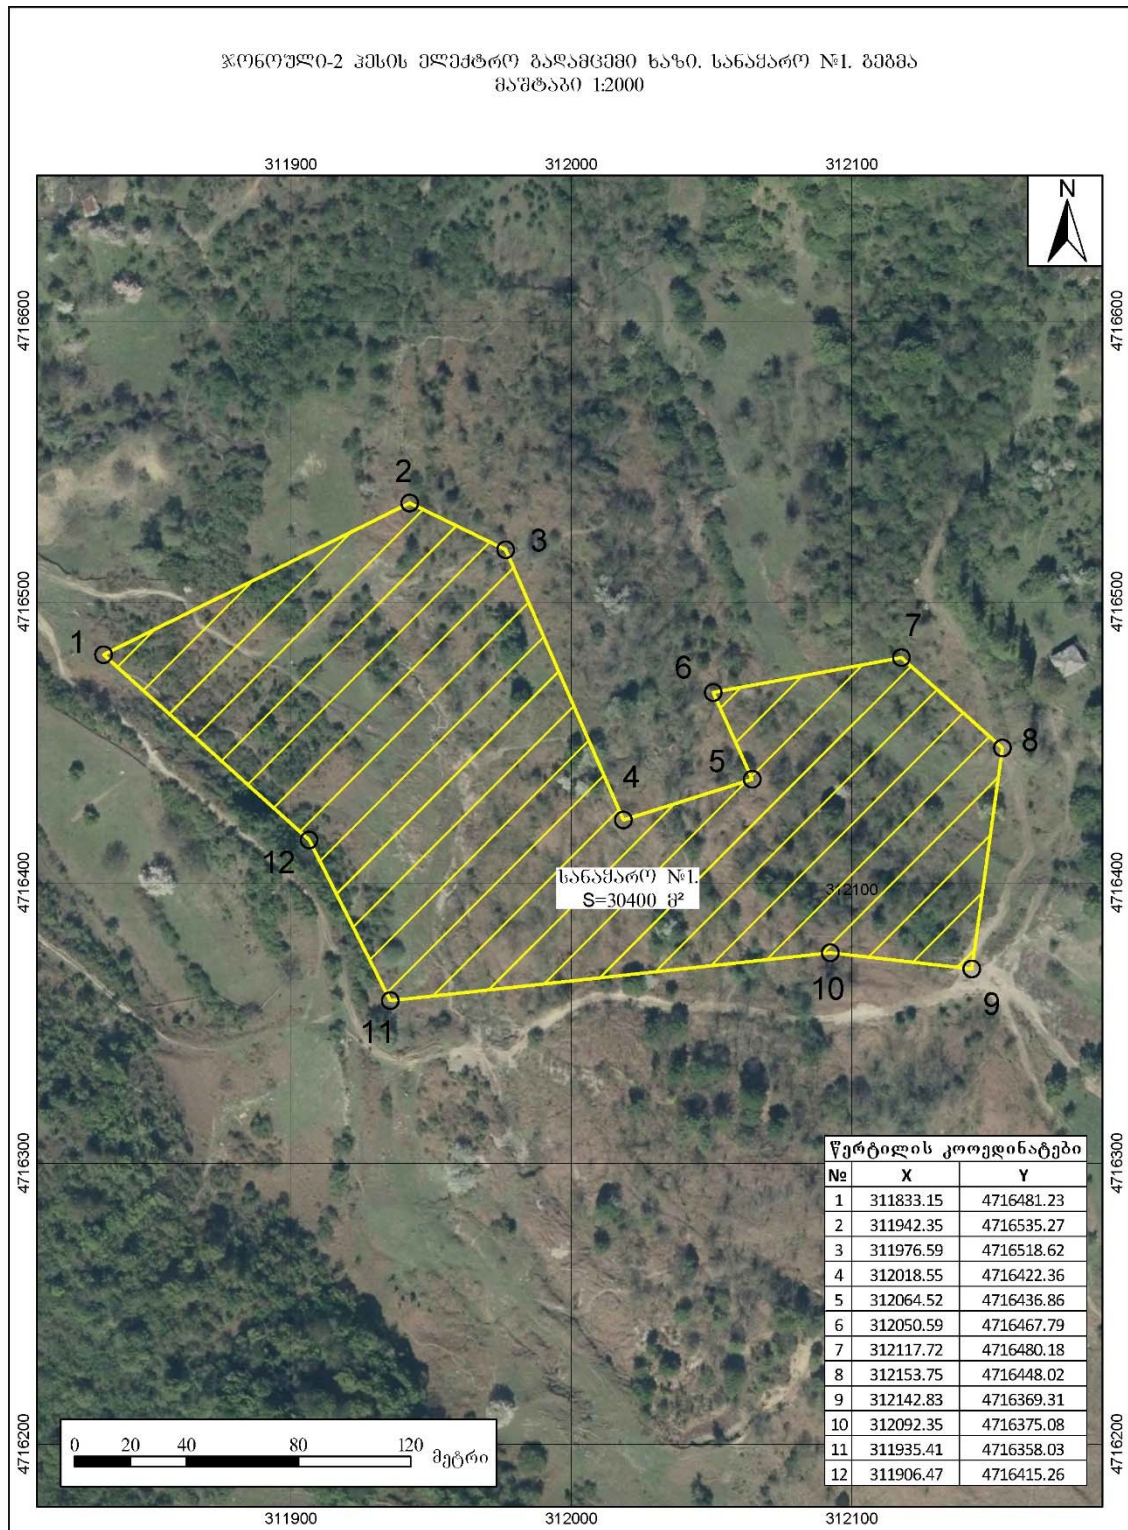 ჯონოული-2 ჰესის ელექტრო გადამცემი ხაზი. სანაყარო №1. გეგმა
მაშტაბი 1:2000
311900 312000 312100
N
4716600 4716600
4716500 4716500
4716400 4716400
4716300 4716300
4716200 4716200
2
3
1
7
6
8
5
4
12
სანაყარო №1.
S=30400 მ²
312100
10
9
11
წერტილის კოოედინატები
№ X Y
1 311833.15 4716481.23
2 311942.35 4716535.27
3 311976.59 4716518.62
4 312018.55 4716422.36
5 312064.52 4716436.86
6 312050.59 4716467.79
7 312117.72 4716480.18
8 312153.75 4716448.02
9 312142.83 4716369.31
10 312092.35 4716375.08
11 311935.41 4716358.03
12 311906.47 4716415.26
0 20 40 80 120
მეტრი
311900 312000 312100